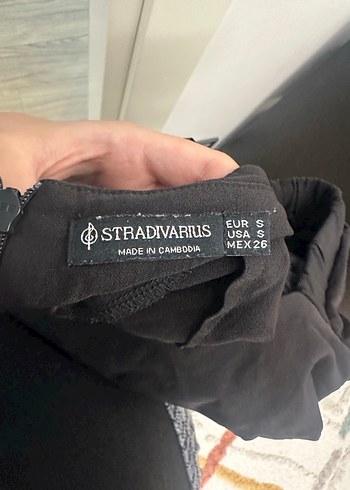 STRADIVARIUS
MADE IN CAMBODIA
EUR S
USA S
MEX 26